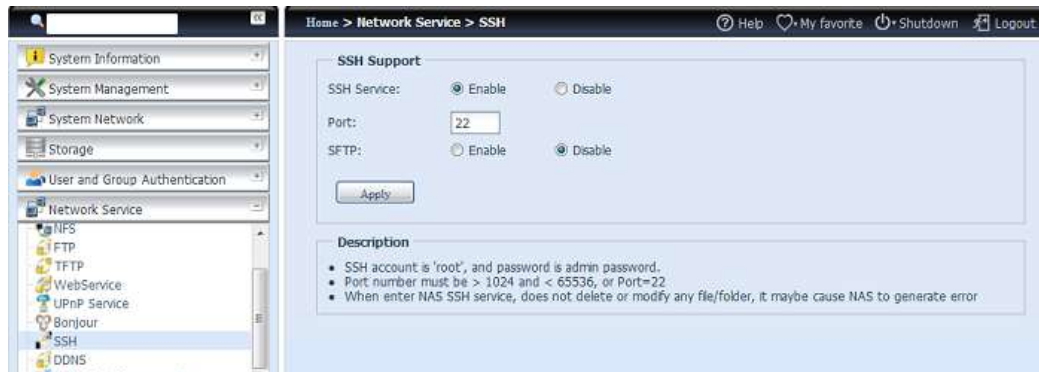 Home > Network Service > SSH
Help My favorite Shutdown Logout
System Information
System Management
System Network
Storage
User and Group Authentication
Network Service
NFS
FTP
TFTP
WebService
UPnP Service
Bonjour
SSH
DDNS
SSH Support
SSH Service: Enable Disable
Port: 22
SFTP: Enable Disable
Apply
Description
• SSH account is 'root', and password is admin password.
• Port number must be > 1024 and < 65536, or Port=22
• When enter NAS SSH service, does not delete or modify any file/folder, it maybe cause NAS to generate error